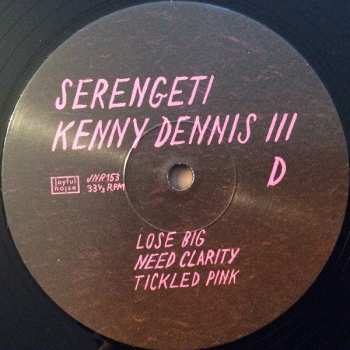 SERENGETI
KENNY DENNIS III
D
joyful
noise
JNR153
33⅓ RPM
LOSE BIG
NEED CLARITY
TICKLED PINK